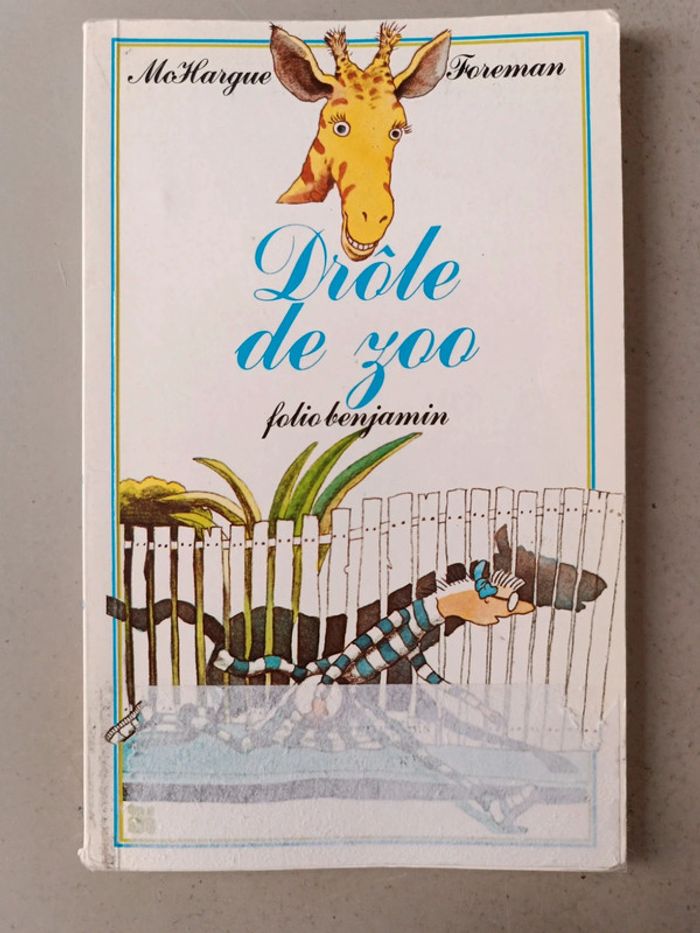 McHargue
Foreman
Drôle
de zoo
folio benjamin